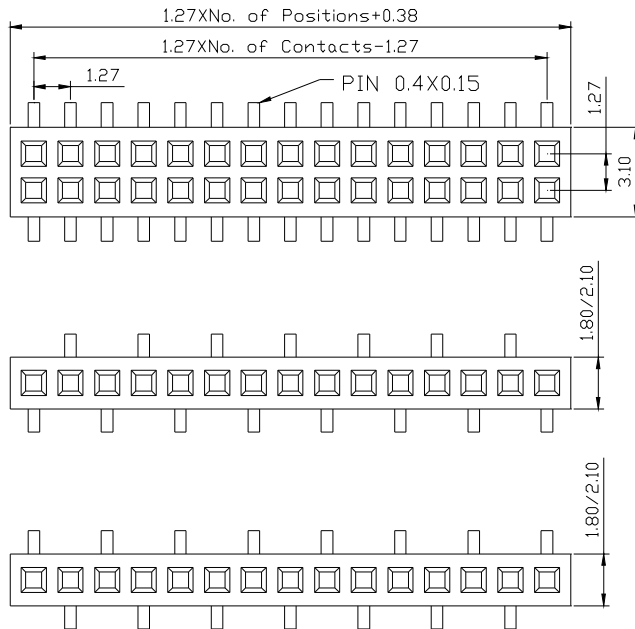 1.27XNo. of Positions+0.38
1.27XNo. of Contacts-1.27
1.27
PIN 0.4X0.15
1.27
3.10
1.80/2.10
1.80/2.10